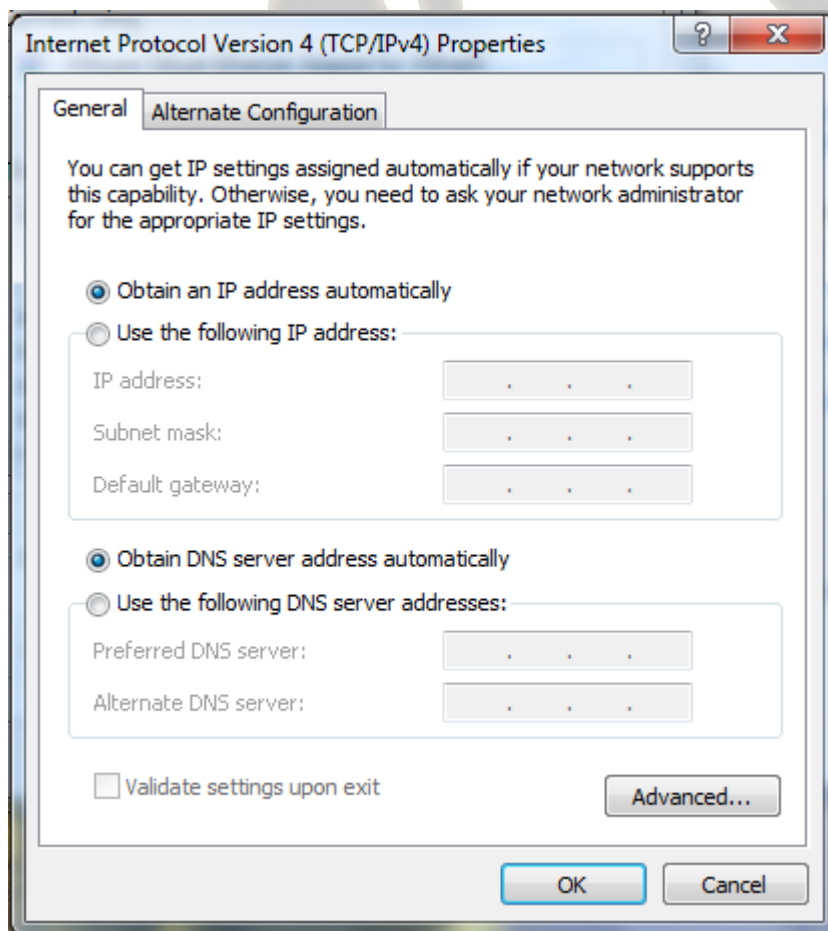 Internet Protocol Version 4 (TCP/IPv4) Properties
General
Alternate Configuration
You can get IP settings assigned automatically if your network supports
this capability. Otherwise, you need to ask your network administrator
for the appropriate IP settings.
Obtain an IP address automatically
Use the following IP address:
IP address:
Subnet mask:
Default gateway:
Obtain DNS server address automatically
Use the following DNS server addresses:
Preferred DNS server:
Alternate DNS server:
Validate settings upon exit
Advanced...
OK
Cancel